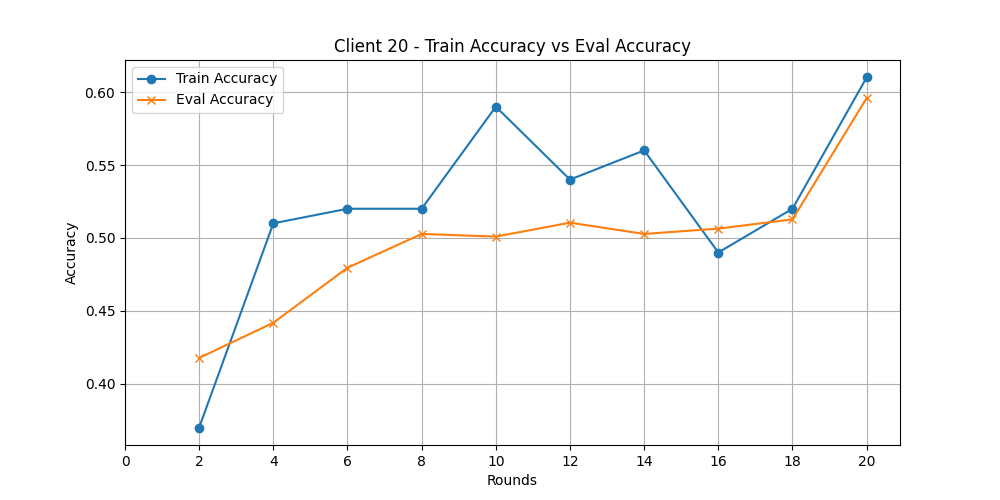 Client 20 - Train Accuracy vs Eval Accuracy
Train Accuracy
Eval Accuracy
0.60
0.55
0.50
0.45
0.40
Accuracy
0 2 4 6 8 10 12 14 16 18 20
Rounds